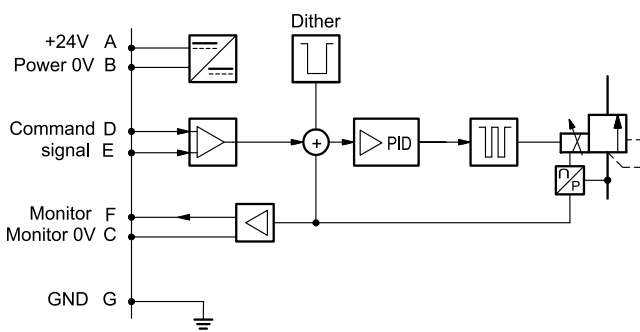 Dither
+24V A
Power 0V B
Command D
signal E
+
PID
Monitor F
Monitor 0V C
P
GND G